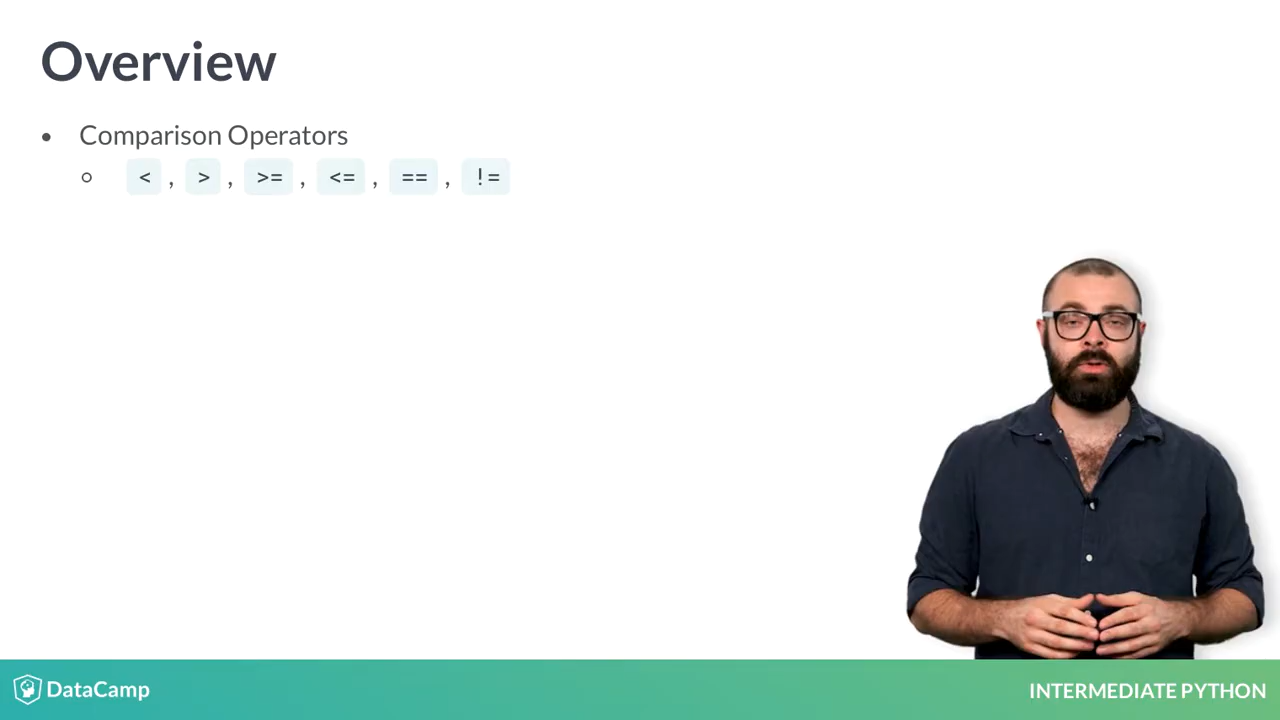 Overview
• Comparison Operators
○ < , > , >= , <= , == , !=
DataCamp
INTERMEDIATE PYTHON